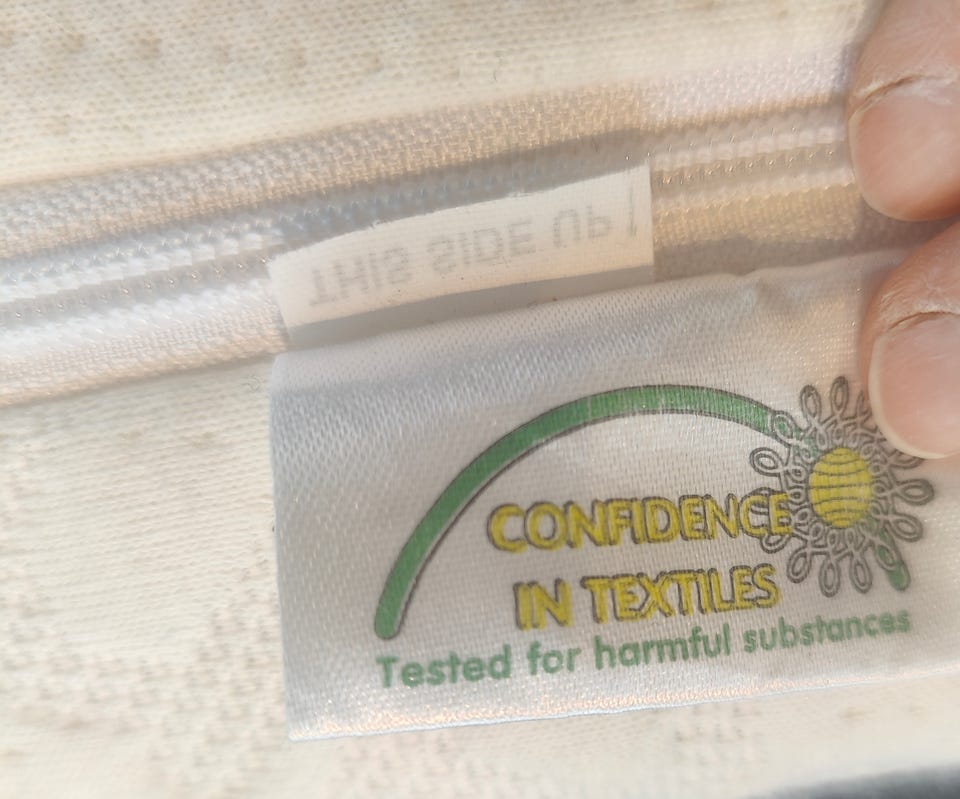 THIS SIDE UP
CONFIDENCE
IN TEXTILES
Tested for harmful substances